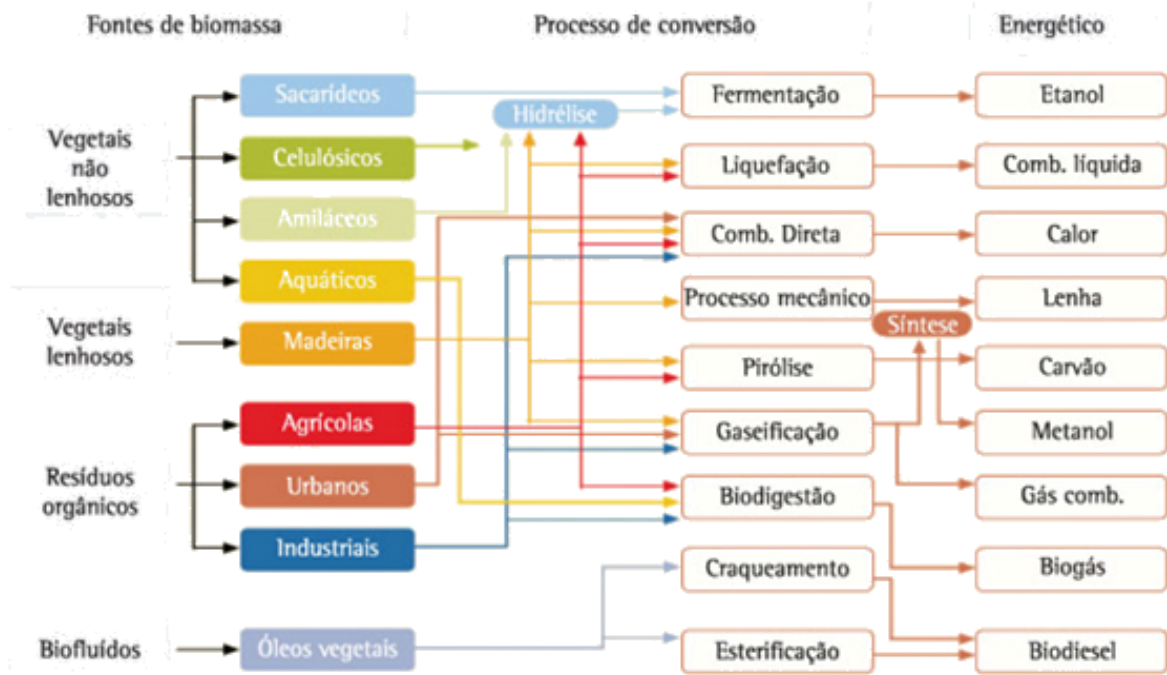 Fontes de biomassa
Processo de conversão
Energético
Vegetais
não
lenhosos
Sacarídeos
Celulósicos
Amiláceos
Aquáticos
Vegetais
lenhosos
Madeiras
Resíduos
orgânicos
Agrícolas
Urbanos
Industriais
Biofluídos
Óleos vegetais
Hidrélise
Fermentação
Liquefação
Comb. Direta
Processo mecânico
Pirólise
Gaseificação
Biodigestão
Craqueamento
Esterificação
Síntese
Etanol
Comb. líquida
Calor
Lenha
Carvão
Metanol
Gás comb.
Biogás
Biodiesel